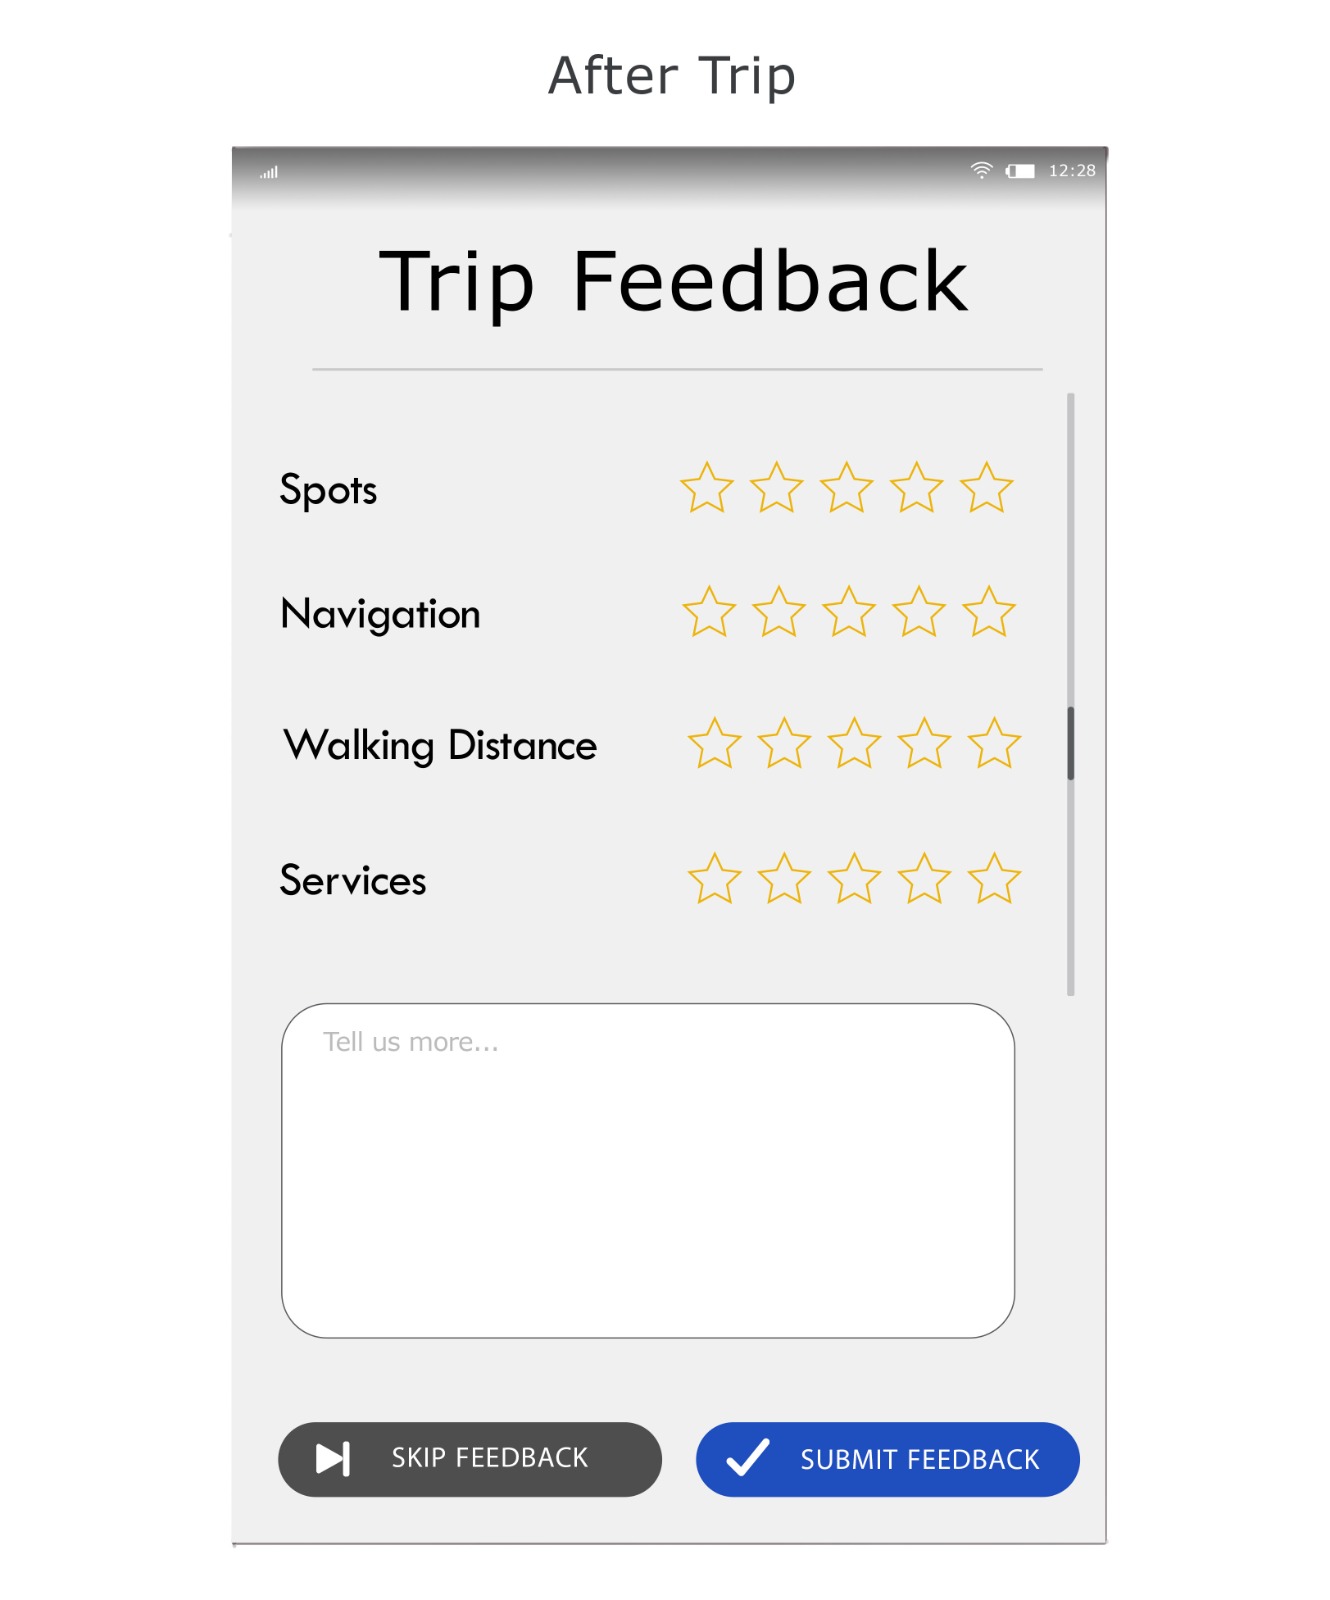 After Trip
12:28
Trip Feedback
Spots
Navigation
Walking Distance
Services
Tell us more...
SKIP FEEDBACK
SUBMIT FEEDBACK